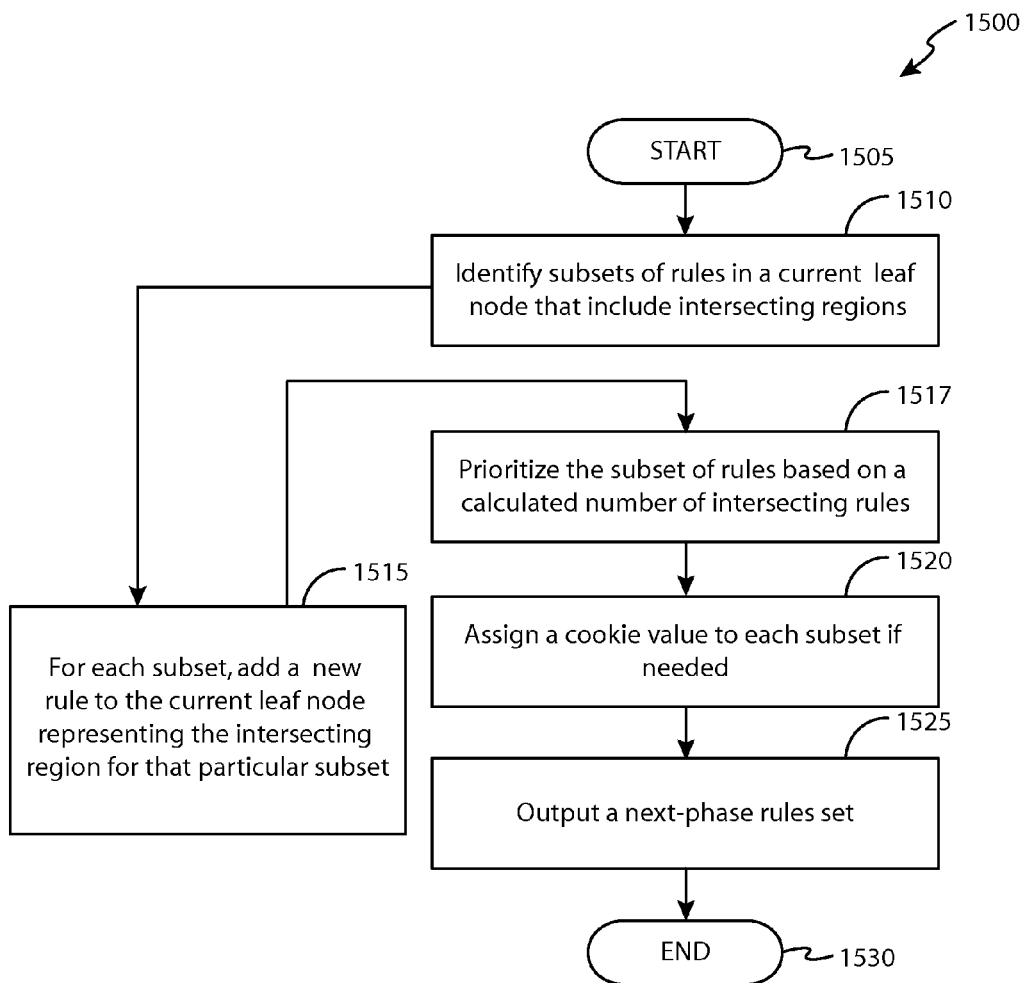 1500
START
1505
1510
Identify subsets of rules in a current leaf
node that include intersecting regions
1517
Prioritize the subset of rules based on a
calculated number of intersecting rules
1515
For each subset, add a new
rule to the current leaf node
representing the intersecting
region for that particular subset
1520
Assign a cookie value to each subset if
needed
1525
Output a next-phase rules set
END
1530